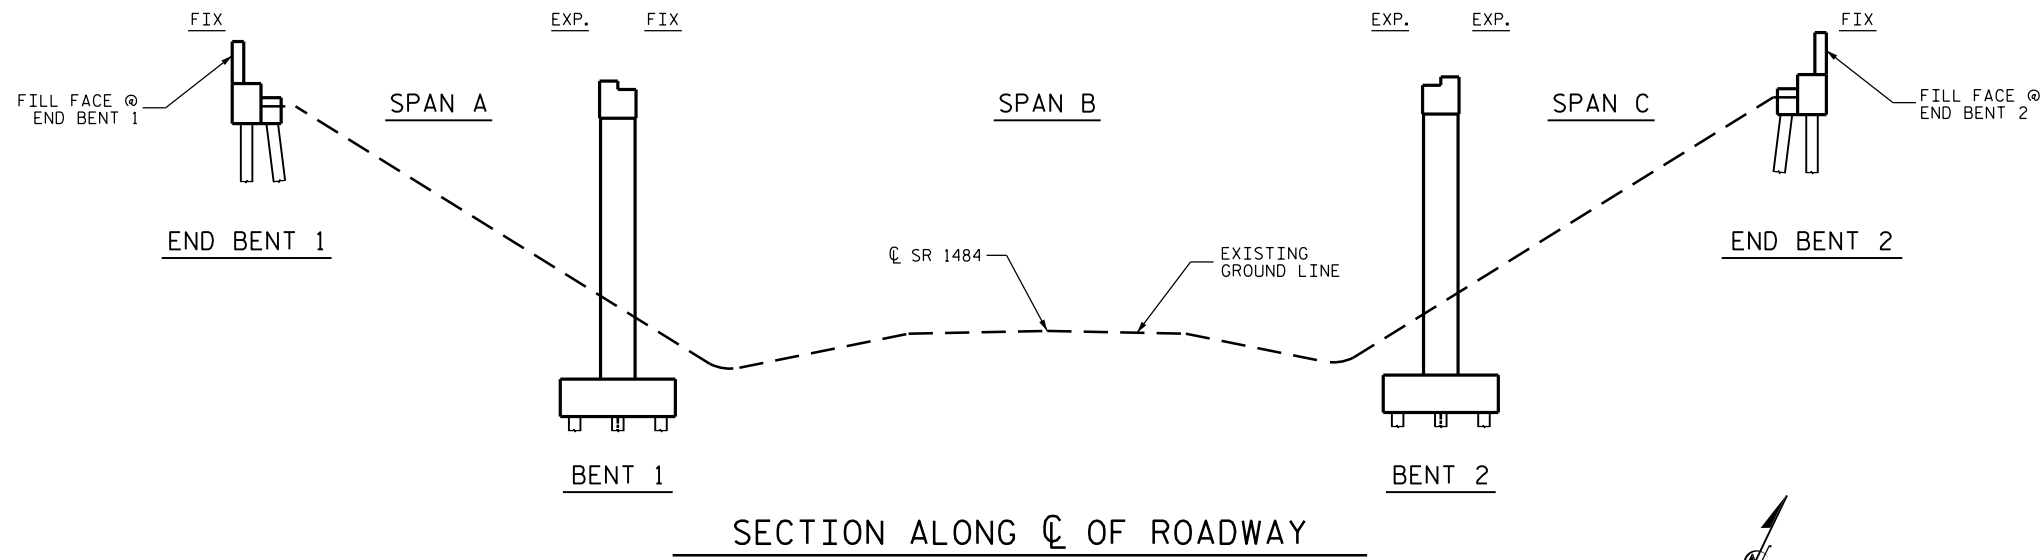 FIX
EXP.
FIX
EXP.
EXP.
FIX
FILL FACE @
END BENT 1
SPAN A
SPAN B
SPAN C
FILL FACE @
END BENT 2
END BENT 1
℄ SR 1484
EXISTING
GROUND LINE
END BENT 2
BENT 1
BENT 2
SECTION ALONG ℄ OF ROADWAY